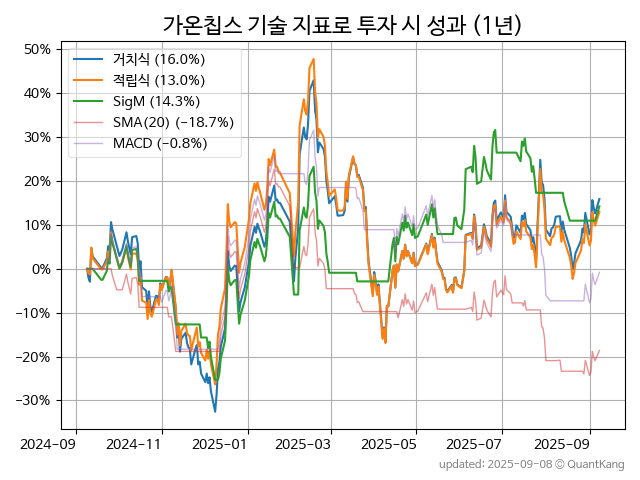 가온칩스 기술 지표로 투자 시 성과 (1년)
50%
40%
30%
20%
10%
0%
−10%
−20%
−30%
거치식 (16.0%)
적립식 (13.0%)
SigM (14.3%)
SMA(20) (−18.7%)
MACD (−0.8%)
2024-09
2024-11
2025-01
2025-03
2025-05
2025-07
2025-09
updated: 2025-09-08 © QuantKang